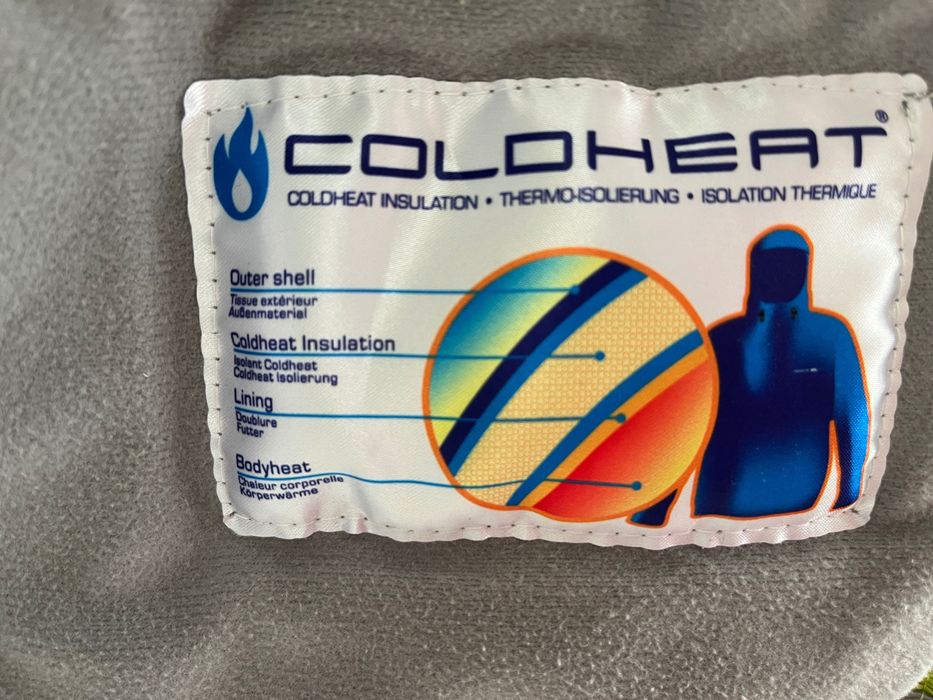 COLDHEAT®
COLDHEAT INSULATION • THERMO-ISOLIERUNG • ISOLATION THERMIQUE
Outer shell
Tissue extérieur
Außenmaterial
Coldheat Insulation
Isolant Coldheat
Coldheat Isolierung
Lining
Doublure
Futter
Bodyheat
Chaleur corporelle
Körperwärme